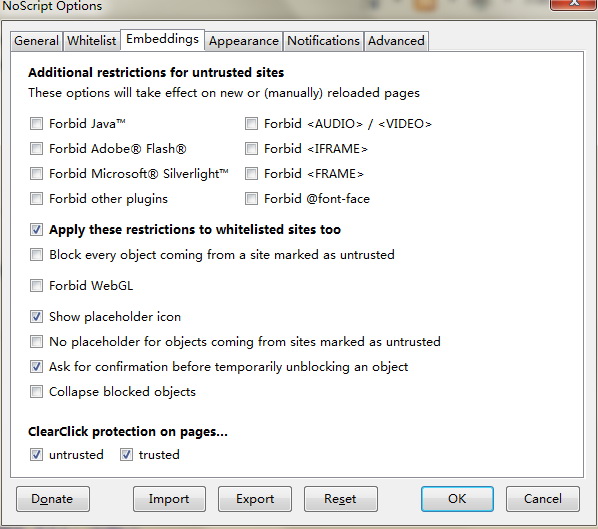 NoScript Options
General Whitelist Embeddings Appearance Notifications Advanced
Additional restrictions for untrusted sites
These options will take effect on new or (manually) reloaded pages
Forbid Java™ Forbid <AUDIO> / <VIDEO>
Forbid Adobe® Flash® Forbid <IFRAME>
Forbid Microsoft® Silverlight™ Forbid <FRAME>
Forbid other plugins Forbid @font-face
Apply these restrictions to whitelisted sites too
Block every object coming from a site marked as untrusted
Forbid WebGL
Show placeholder icon
No placeholder for objects coming from sites marked as untrusted
Ask for confirmation before temporarily unblocking an object
Collapse blocked objects
ClearClick protection on pages...
untrusted trusted
Donate Import Export Reset OK Cancel